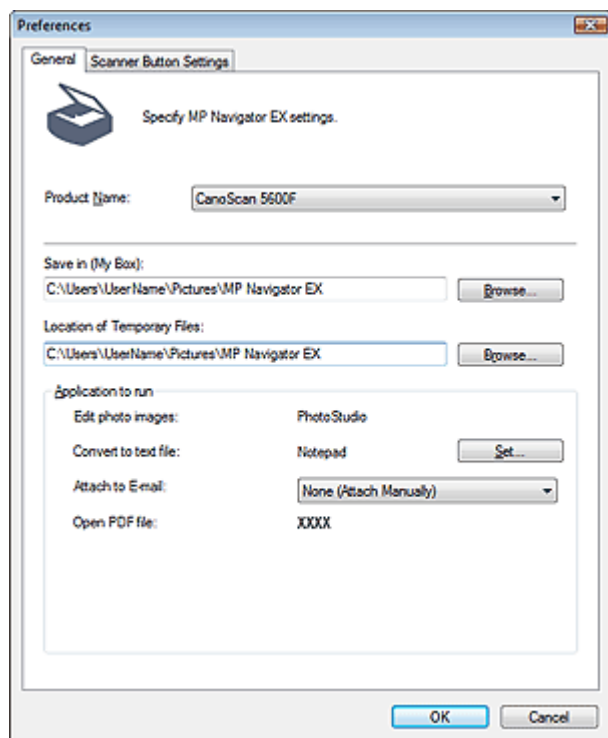 Preferences
General Scanner Button Settings
Specify MP Navigator EX settings.
Product Name: CanoScan 5600F
Save in (My Box):
C:\Users\UserName\Pictures\MP Navigator EX Browse...
Location of Temporary Files:
C:\Users\UserName\Pictures\MP Navigator EX Browse...
Application to run
Edit photo images: PhotoStudio
Convert to text file: Notepad Set...
Attach to E-mail: None (Attach Manually)
Open PDF file: XXXX
OK Cancel